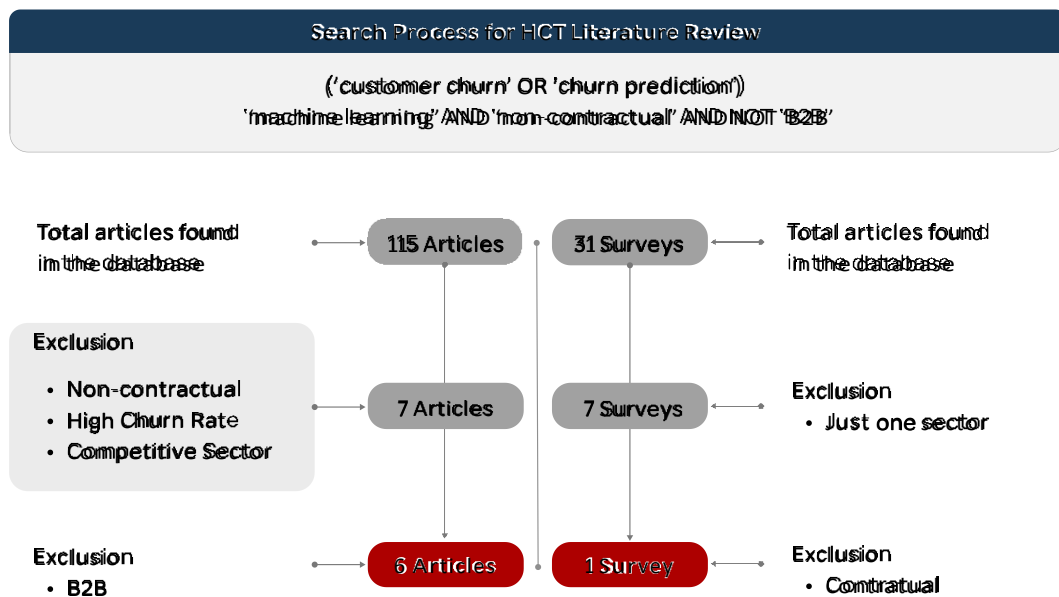 Search Process for HCT Literature Review
('customer churn' OR 'churn prediction')
'machine learning' AND 'non-contractual' AND NOT 'B2B'
Total articles found
in the database
115 Articles
31 Surveys
Total articles found
in the database
Exclusion
• Non-contractual
• High Churn Rate
• Competitive Sector
7 Articles
7 Surveys
Exclusion
• Just one sector
Exclusion
• B2B
6 Articles
1 Survey
Exclusion
• Contratual